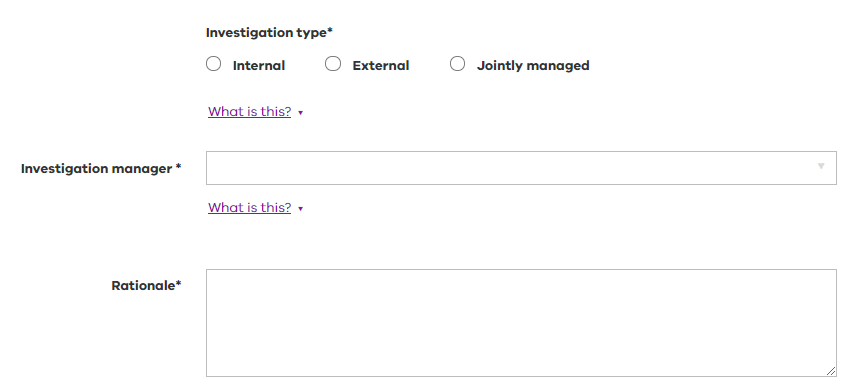 Investigation type*
Internal External Jointly managed
What is this?
Investigation manager *
What is this?
Rationale*